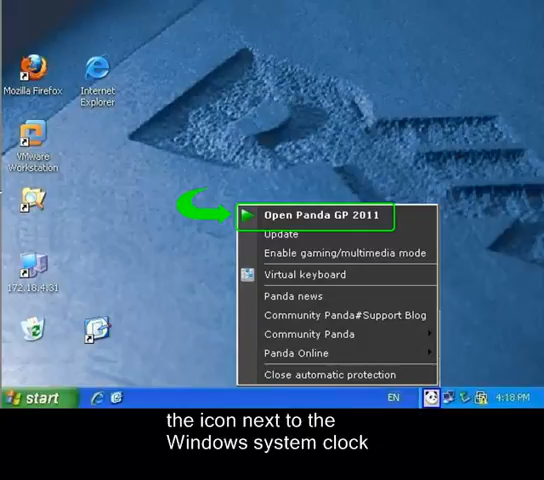 Mozilla Firefox
Internet
Explorer
VMware
Workstation
172.18.4.31
Open Panda GP 2011
Update
Enable gaming/multimedia mode
Virtual keyboard
Panda news
Community Panda#Support Blog
Community Panda
Panda Online
Close automatic protection
start
EN
4:18 PM
the icon next to the
Windows system clock